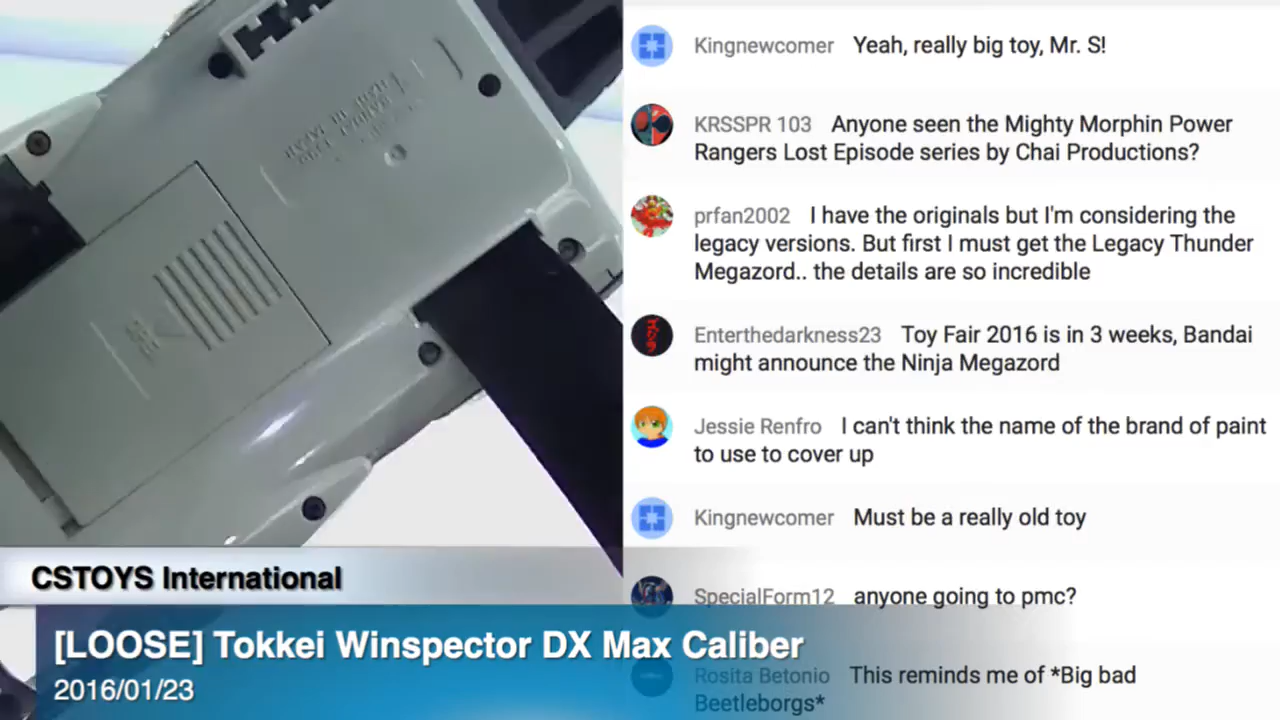 Kingnewcomer Yeah, really big toy, Mr. S!
KRSSPR 103 Anyone seen the Mighty Morphin Power
Rangers Lost Episode series by Chai Productions?
prfan2002 I have the originals but I'm considering the
legacy versions. But first I must get the Legacy Thunder
Megazord.. the details are so incredible
Enterthedarkness23 Toy Fair 2016 is in 3 weeks, Bandai
might announce the Ninja Megazord
Jessie Renfro I can't think the name of the brand of paint
to use to cover up
Kingnewcomer Must be a really old toy
SpecialForm12 anyone going to pmc?
Rosita Betonio This reminds me of *Big bad
Beetleborgs*
CSTOYS International
[LOOSE] Tokkei Winspector DX Max Caliber
2016/01/23